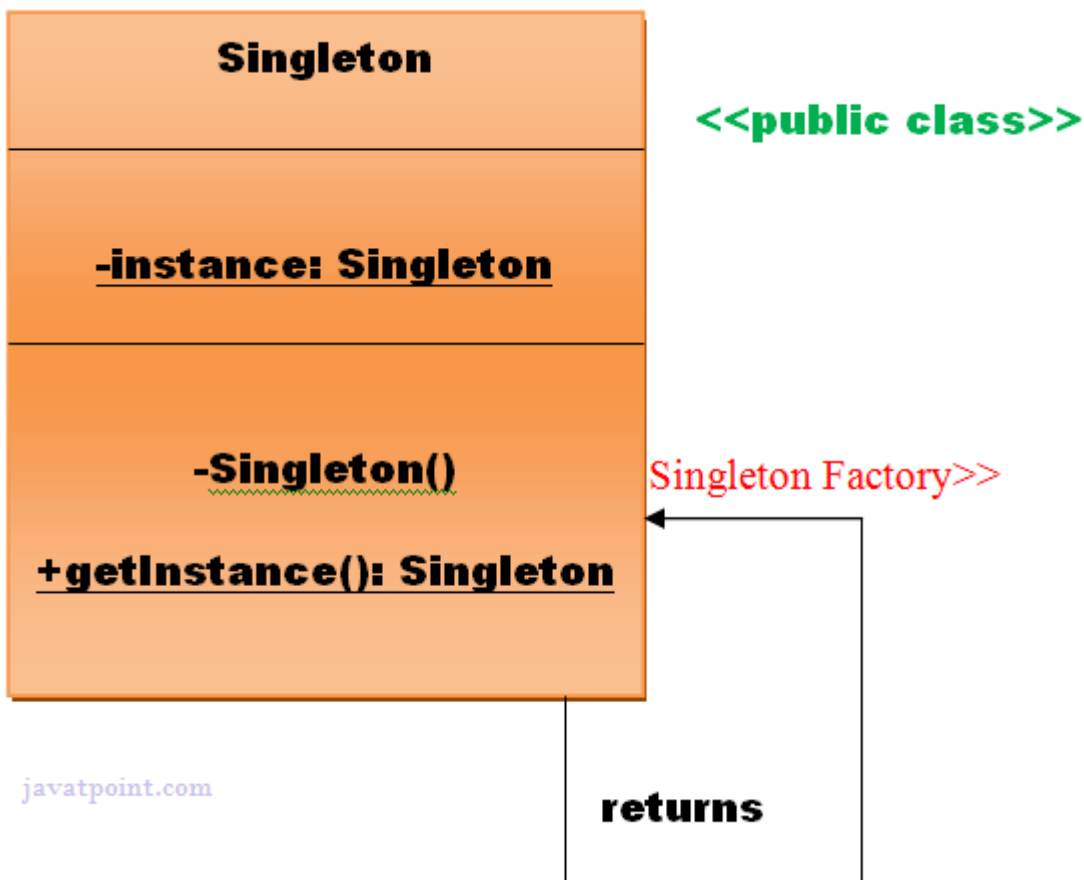 Singleton
<<public class>>
-instance: Singleton
-Singleton()
Singleton Factory>>
+getInstance(): Singleton
javatpoint.com
returns